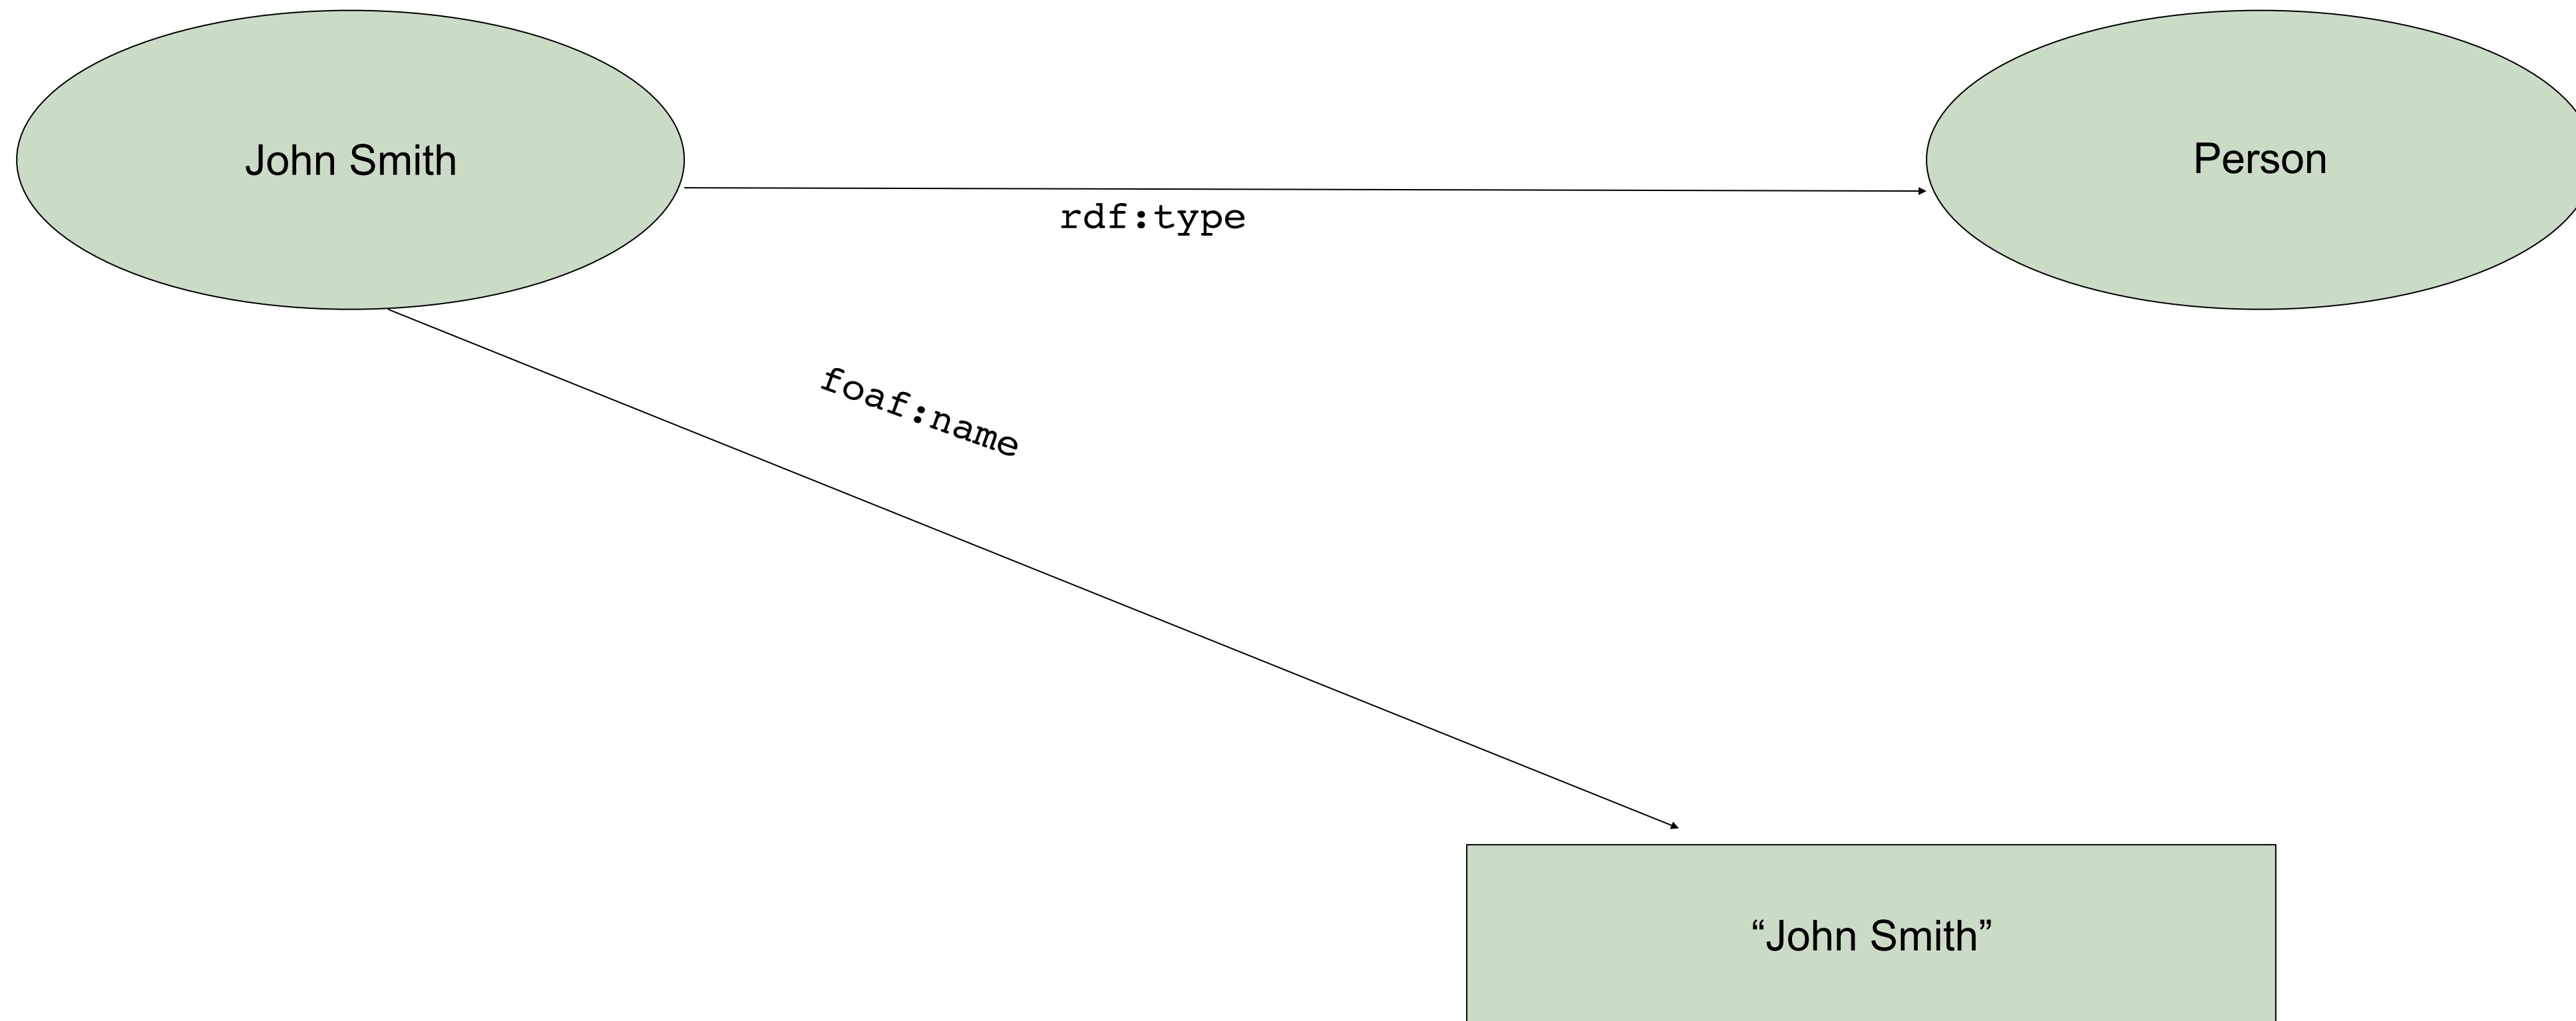 John Smith
Person
rdf:type
foaf:name
“John Smith”